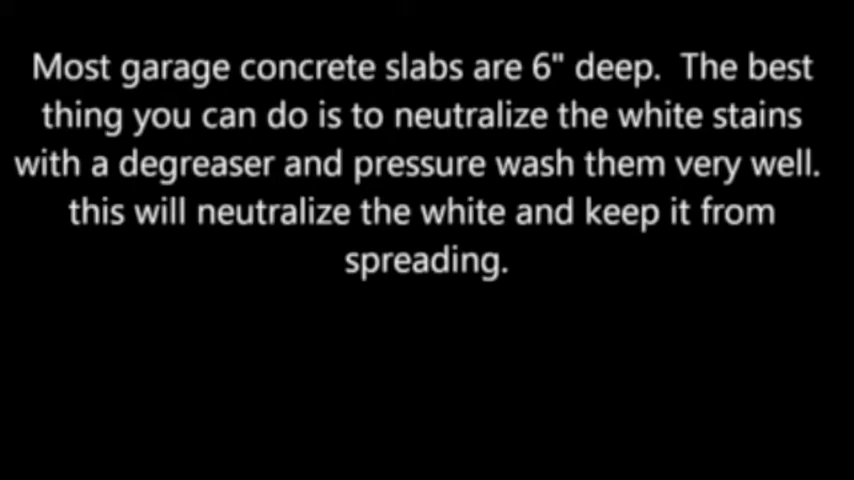 Most garage concrete slabs are 6" deep.  The best
thing you can do is to neutralize the white stains
with a degreaser and pressure wash them very well.
this will neutralize the white and keep it from
spreading.